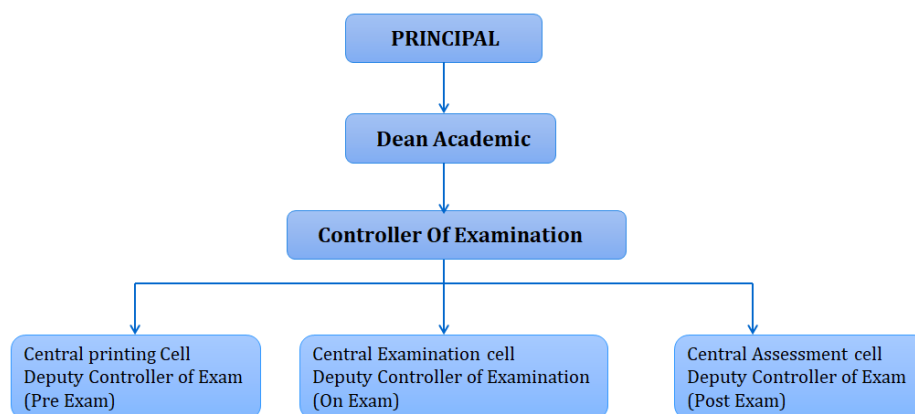 PRINCIPAL
Dean Academic
Controller Of Examination
Central printing Cell
Deputy Controller of Exam
(Pre Exam)
Central Examination cell
Deputy Controller of Examination
(On Exam)
Central Assessment cell
Deputy Controller of Exam
(Post Exam)